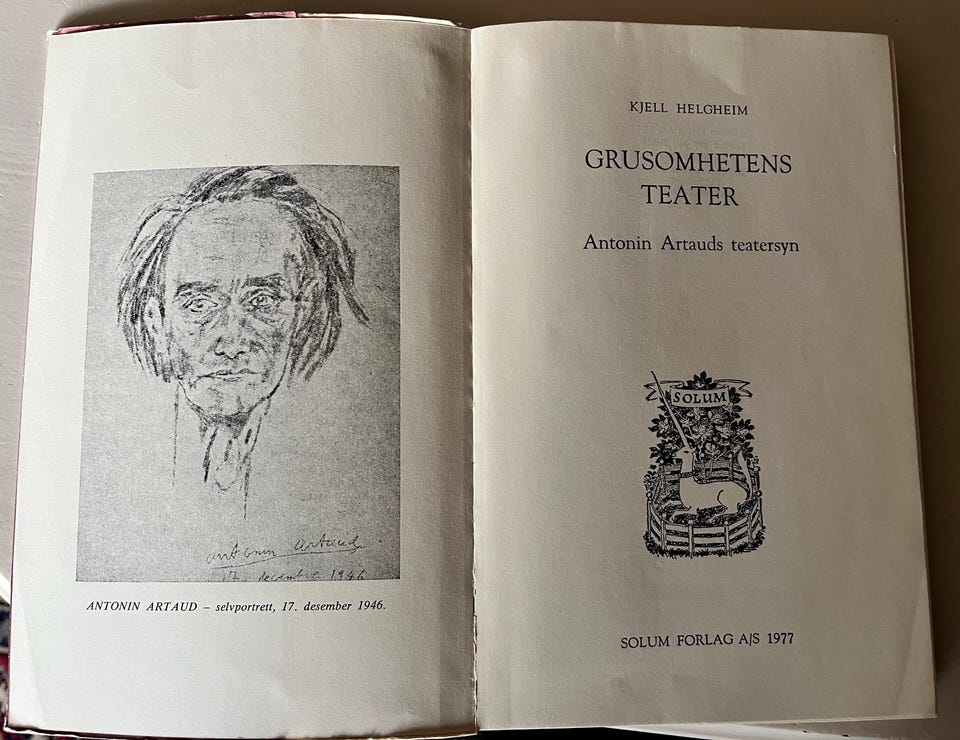 antonin Artaud
17 decembre 1946
ANTONIN ARTAUD – selvportrett, 17. desember 1946.
KJELL HELGHEIM
GRUSOMHETENS
TEATER
Antonin Artauds teatersyn
SOLUM
SOLUM FORLAG A/S 1977